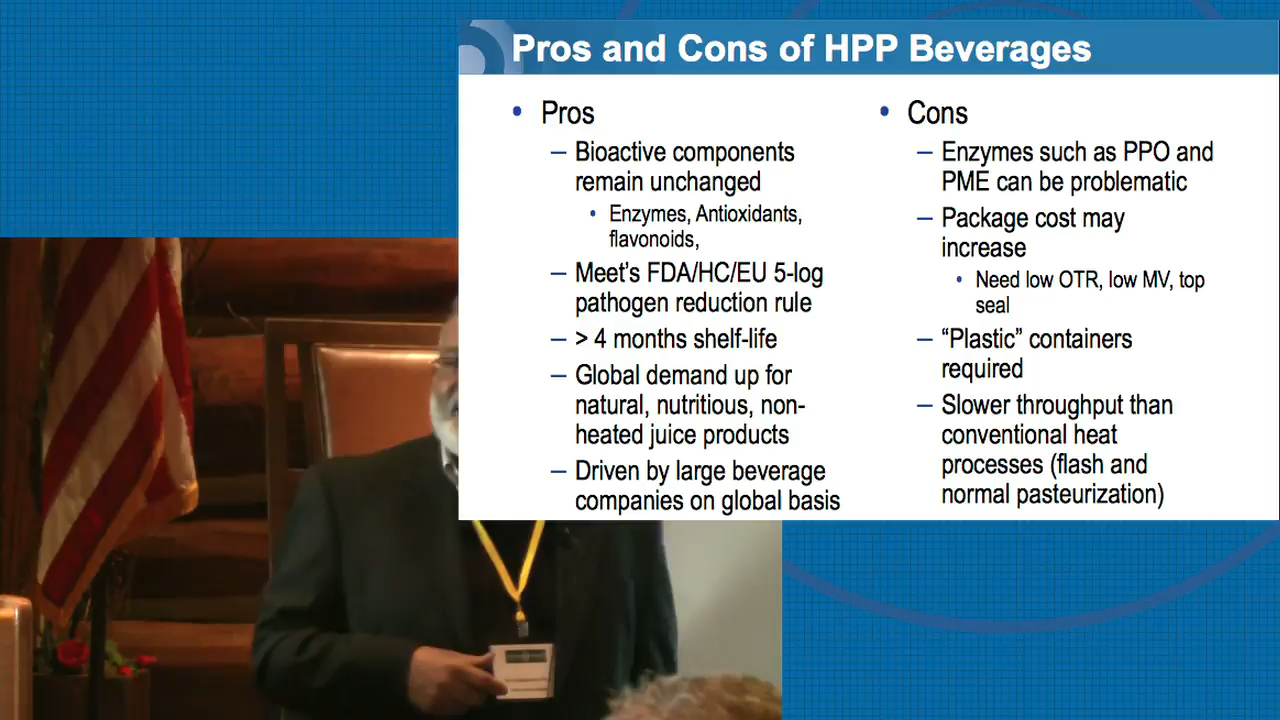 Pros and Cons of HPP Beverages
• Pros
– Bioactive components
remain unchanged
• Enzymes, Antioxidants,
flavonoids,
– Meet's FDA/HC/EU 5-log
pathogen reduction rule
– > 4 months shelf-life
– Global demand up for
natural, nutritious, non-
heated juice products
– Driven by large beverage
companies on global basis
• Cons
– Enzymes such as PPO and
PME can be problematic
– Package cost may
increase
• Need low OTR, low MV, top
seal
– “Plastic” containers
required
– Slower throughput than
conventional heat
processes (flash and
normal pasteurization)